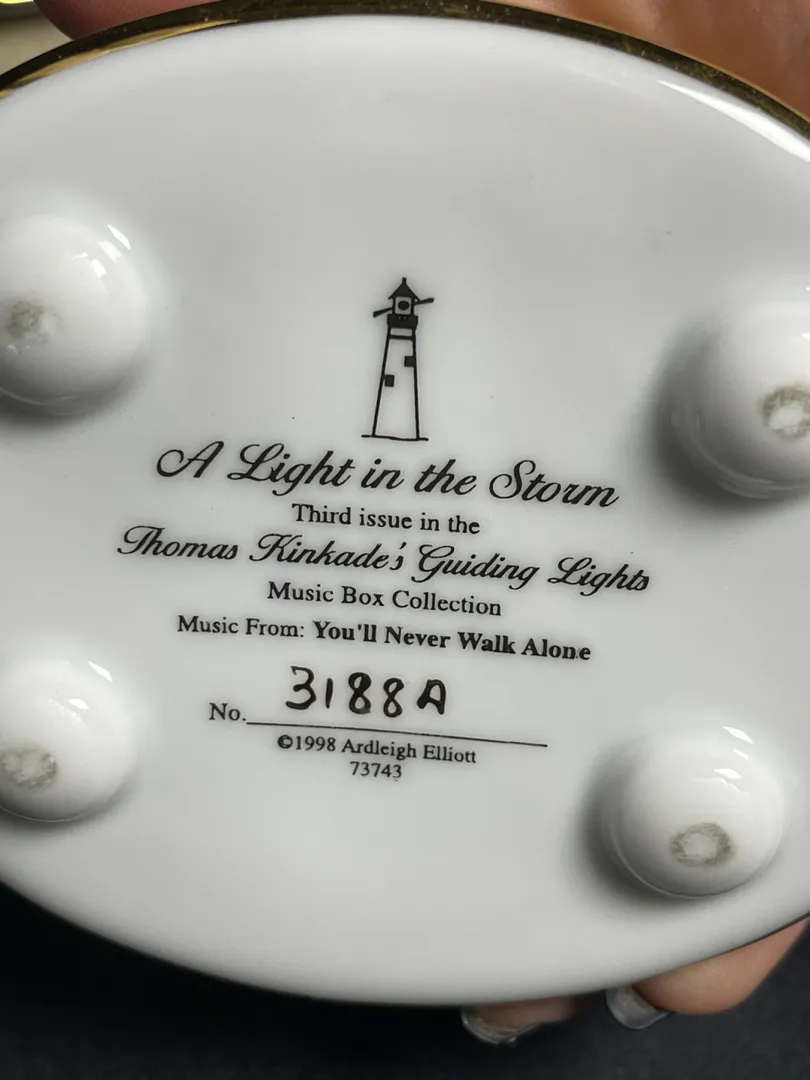 A Light in the Storm
Third issue in the
Thomas Kinkade's Guiding Lights
Music Box Collection
Music From: You'll Never Walk Alone
No. 3188A
©1998 Ardleigh Elliott
73743